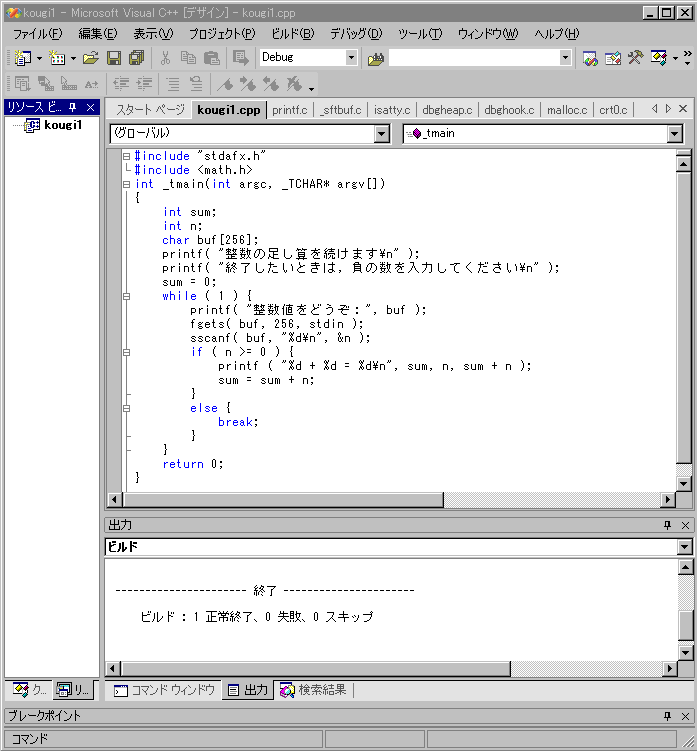 kougi1 - Microsoft Visual C++ [デザイン] - kougi1.cpp
ファイル(F) 編集(E) 表示(V) プロジェクト(P) ビルド(B) デバッグ(D) ツール(T) ウィンドウ(W) ヘルプ(H)
Debug
リソース ビ...
kougi1
スタート ページ kougi1.cpp printf.c _sftbuf.c isatty.c dbgheap.c dbghook.c malloc.c crt0.c
(グローバル) _tmain
#include "stdafx.h"
#include <math.h>
int _tmain(int argc, _TCHAR* argv[])
{
int sum;
int n;
char buf[256];
printf( "整数の足し算を続けます¥n" );
printf( "終了したいときは，負の数を入力してください¥n" );
sum = 0;
while ( 1 ) {
printf( "整数値をどうぞ：", buf );
fgets( buf, 256, stdin );
sscanf( buf, "%d¥n", &n );
if ( n >= 0 ) {
printf ( "%d + %d = %d¥n", sum, n, sum + n );
sum = sum + n;
}
else {
break;
}
}
return 0;
}
出力
ビルド
---------------------- 終了 ----------------------
ビルド : 1 正常終了、0 失敗、0 スキップ
ク... リ...
コマンド ウィンドウ 出力 検索結果
ブレークポイント
コマンド